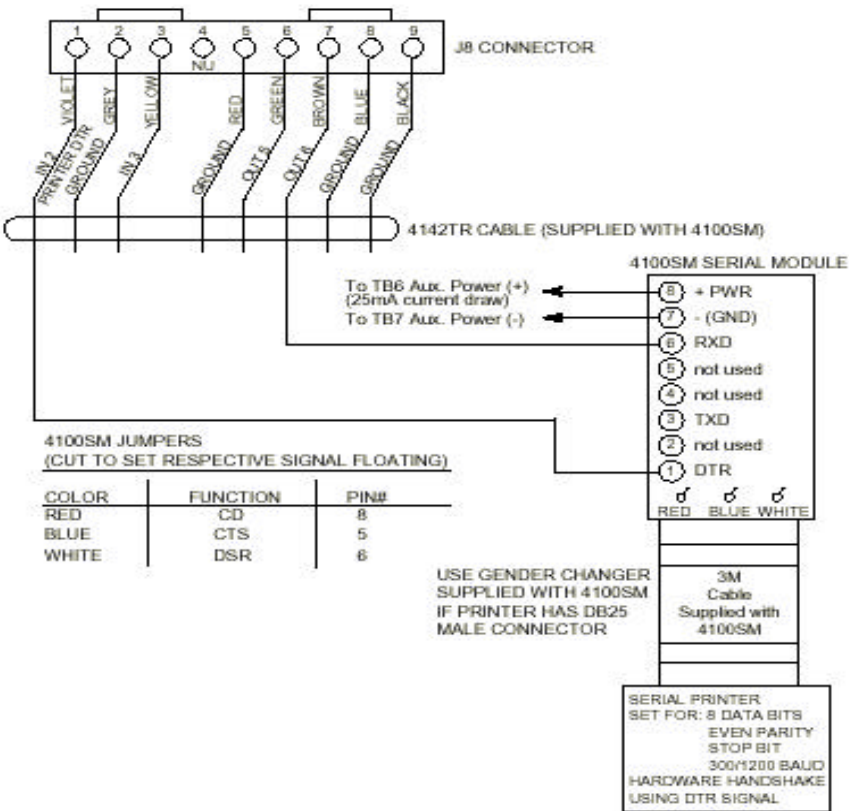 1 2 3 4 5 6 7 8 9
NU
J8 CONNECTOR
VIOLET
GREY
YELLOW
RED
GREEN
BROWN
BLUE
BLACK
IN 2
PRINTER DTR
GROUND
IN 3
GROUND
OUT 5
OUT 6
GROUND
GROUND
4142TR CABLE (SUPPLIED WITH 4100SM)
4100SM SERIAL MODULE
To TB6 Aux. Power (+)
(25mA current draw)
To TB7 Aux. Power (-)
8 + PWR
7 - (GND)
6 RXD
5 not used
4 not used
3 TXD
2 not used
1 DTR
RED BLUE WHITE
4100SM JUMPERS
(CUT TO SET RESPECTIVE SIGNAL FLOATING)
COLOR FUNCTION PIN#
RED CD 8
BLUE CTS 5
WHITE DSR 6
USE GENDER CHANGER
SUPPLIED WITH 4100SM
IF PRINTER HAS DB25
MALE CONNECTOR
3M
Cable
Supplied with
4100SM
SERIAL PRINTER
SET FOR: 8 DATA BITS
EVEN PARITY
STOP BIT
300/1200 BAUD
HARDWARE HANDSHAKE
USING DTR SIGNAL